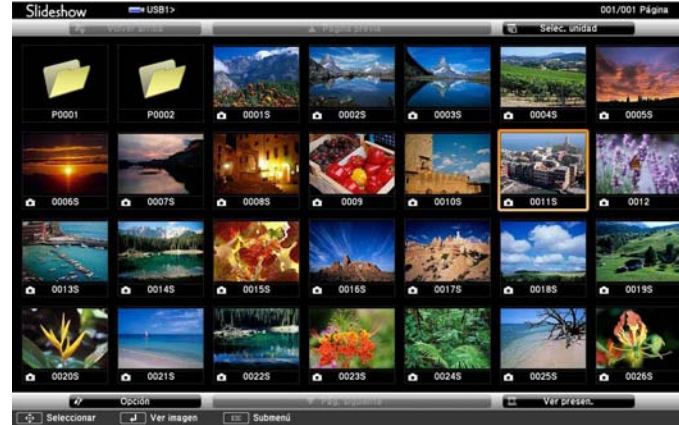 Slideshow USB1> 001/001 Página
Volver arriba Página previa Selec. unidad
P0001 P0002 0001S 0002S 0003S 0004S 0005S
0006S 0007S 0008S 0009 0010S 0011S 0012
0013S 0014S 0015S 0016S 0017S 0018S 0019S
0020S 0021S 0022S 0023S 0024S 0025S 0026S
Opción Pág. siguiente Ver presen.
Seleccionar Ver imagen ESC Submenú